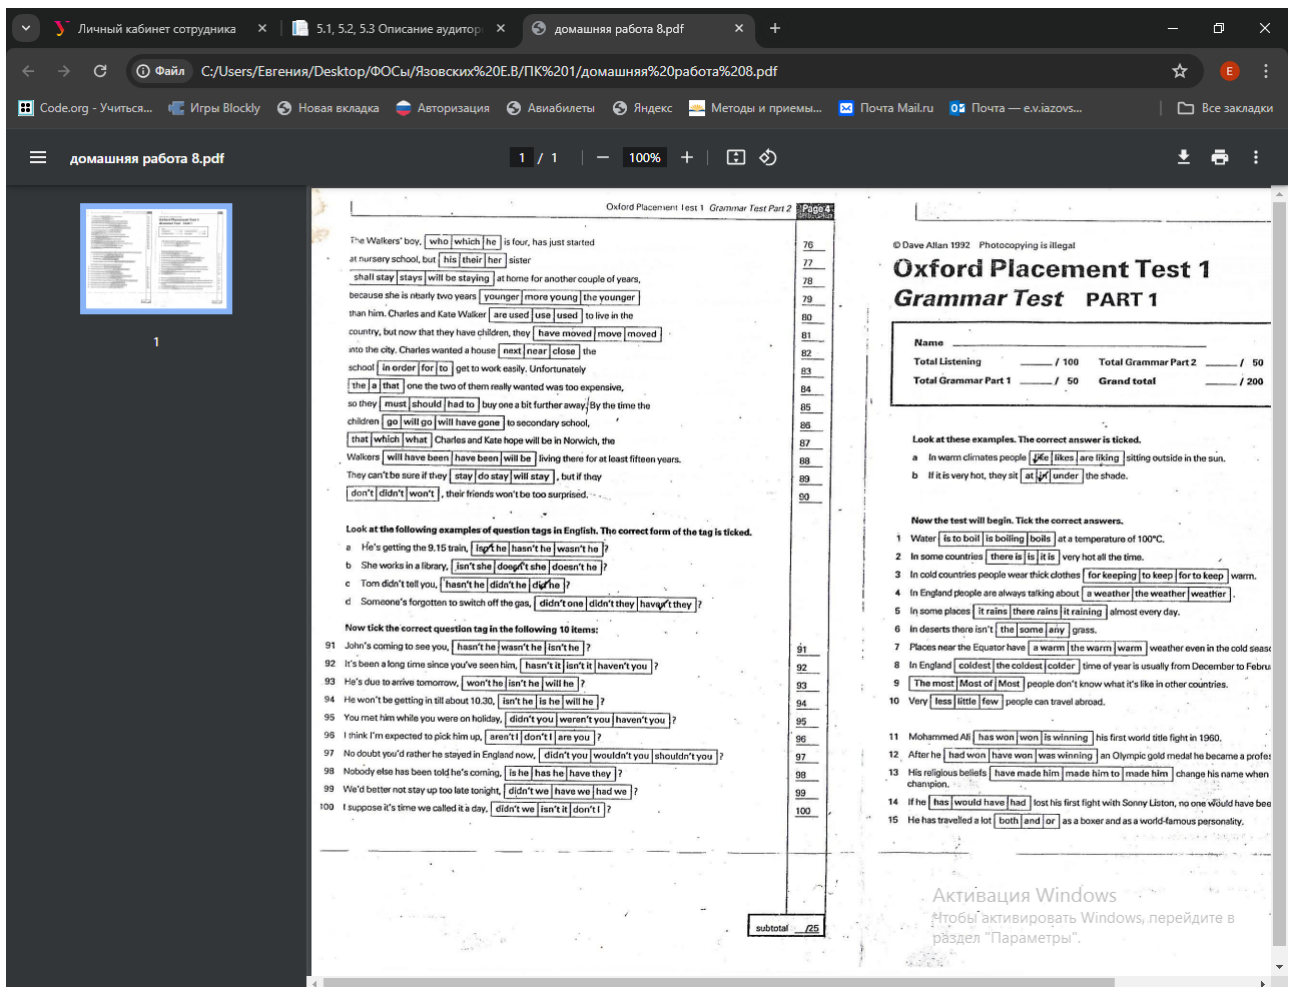 Личный кабинет сотрудника
5.1, 5.2, 5.3 Описание аудитор
домашняя работа 8.pdf
Файл C:/Users/Евгения/Desktop/ФОСы/Язовских%20Е.В/ПК%201/домашняя%20работа%208.pdf
E
Code.org - Учиться... Игры Blockly Новая вкладка Авторизация Авиабилеты Яндекс Методы и приемы... Почта Mail.ru Почта — e.v.iazovs... Все закладки
домашняя работа 8.pdf
1 / 1 100%
1
Oxford Placement Test 1 Grammar Test Part 2 Page 4
The Walkers' boy, who which he is four, has just started 76
at nursery school, but his their her sister 77
shall stay stays will be staying at home for another couple of years, 78
because she is nearly two years younger more young the younger 79
than him. Charles and Kate Walker are used use used to live in the 80
country, but now that they have children, they have moved move moved 81
into the city. Charles wanted a house next near close the 82
school in order for to get to work easily. Unfortunately 83
the a that one the two of them really wanted was too expensive, 84
so they must should had to buy one a bit further away. By the time the 85
children go will go will have gone to secondary school, 86
that which what Charles and Kate hope will be in Norwich, the 87
Walkers will have been have been will be living there for at least fifteen years. 88
They can't be sure if they stay do stay will stay , but if they 89
don't didn't won't , their friends won't be too surprised. 90
Look at the following examples of question tags in English. The correct form of the tag is ticked.
a He's getting the 9.15 train, isn't he hasn't he wasn't he ?
b She works in a library, isn't she doesn't she doesn't he ?
c Tom didn't tell you, hasn't he didn't he did he ?
d Someone's forgotten to switch off the gas, didn't one didn't they haven't they ?
Now tick the correct question tag in the following 10 items:
91 John's coming to see you, hasn't he wasn't he isn't he ? 91
92 It's been a long time since you've seen him, hasn't it isn't it haven't you ? 92
93 He's due to arrive tomorrow, won't he isn't he will he ? 93
94 He won't be getting in till about 10.30, isn't he is he will he ? 94
95 You met him while you were on holiday, didn't you weren't you haven't you ? 95
96 I think I'm expected to pick him up, aren't I don't I are you ? 96
97 No doubt you'd rather he stayed in England now, didn't you wouldn't you shouldn't you ? 97
98 Nobody else has been told he's coming, is he has he have they ? 98
99 We'd better not stay up too late tonight, didn't we have we had we ? 99
100 I suppose it's time we called it a day, didn't we isn't it don't I ? 100
subtotal /25
© Dave Allan 1992 Photocopying is illegal
Oxford Placement Test 1
Grammar Test PART 1
Name
Total Listening / 100 Total Grammar Part 2 / 50
Total Grammar Part 1 / 50 Grand total / 200
Look at these examples. The correct answer is ticked.
a In warm climates people like likes are liking sitting outside in the sun.
b If it is very hot, they sit at in under the shade.
Now the test will begin. Tick the correct answers.
1 Water is to boil is boiling boils at a temperature of 100°C.
2 In some countries there is is it is very hot all the time.
3 In cold countries people wear thick clothes for keeping to keep for to keep warm.
4 In England people are always talking about a weather the weather weather .
5 In some places it rains there rains it raining almost every day.
6 In deserts there isn't the some any grass.
7 Places near the Equator have a warm the warm warm weather even in the cold seaso
8 In England coldest the coldest colder time of year is usually from December to Febru
9 The most Most of Most people don't know what it's like in other countries.
10 Very less little few people can travel abroad.
11 Mohammed Ali has won won is winning his first world title fight in 1960.
12 After he had won have won was winning an Olympic gold medal he became a profes
13 His religious beliefs have made him made him to made him change his name when
champion.
14 If he has would have had lost his first fight with Sonny Liston, no one would have bee
15 He has travelled a lot both and or as a boxer and as a world-famous personality.
Активация Windows
Чтобы активировать Windows, перейдите в
раздел "Параметры".